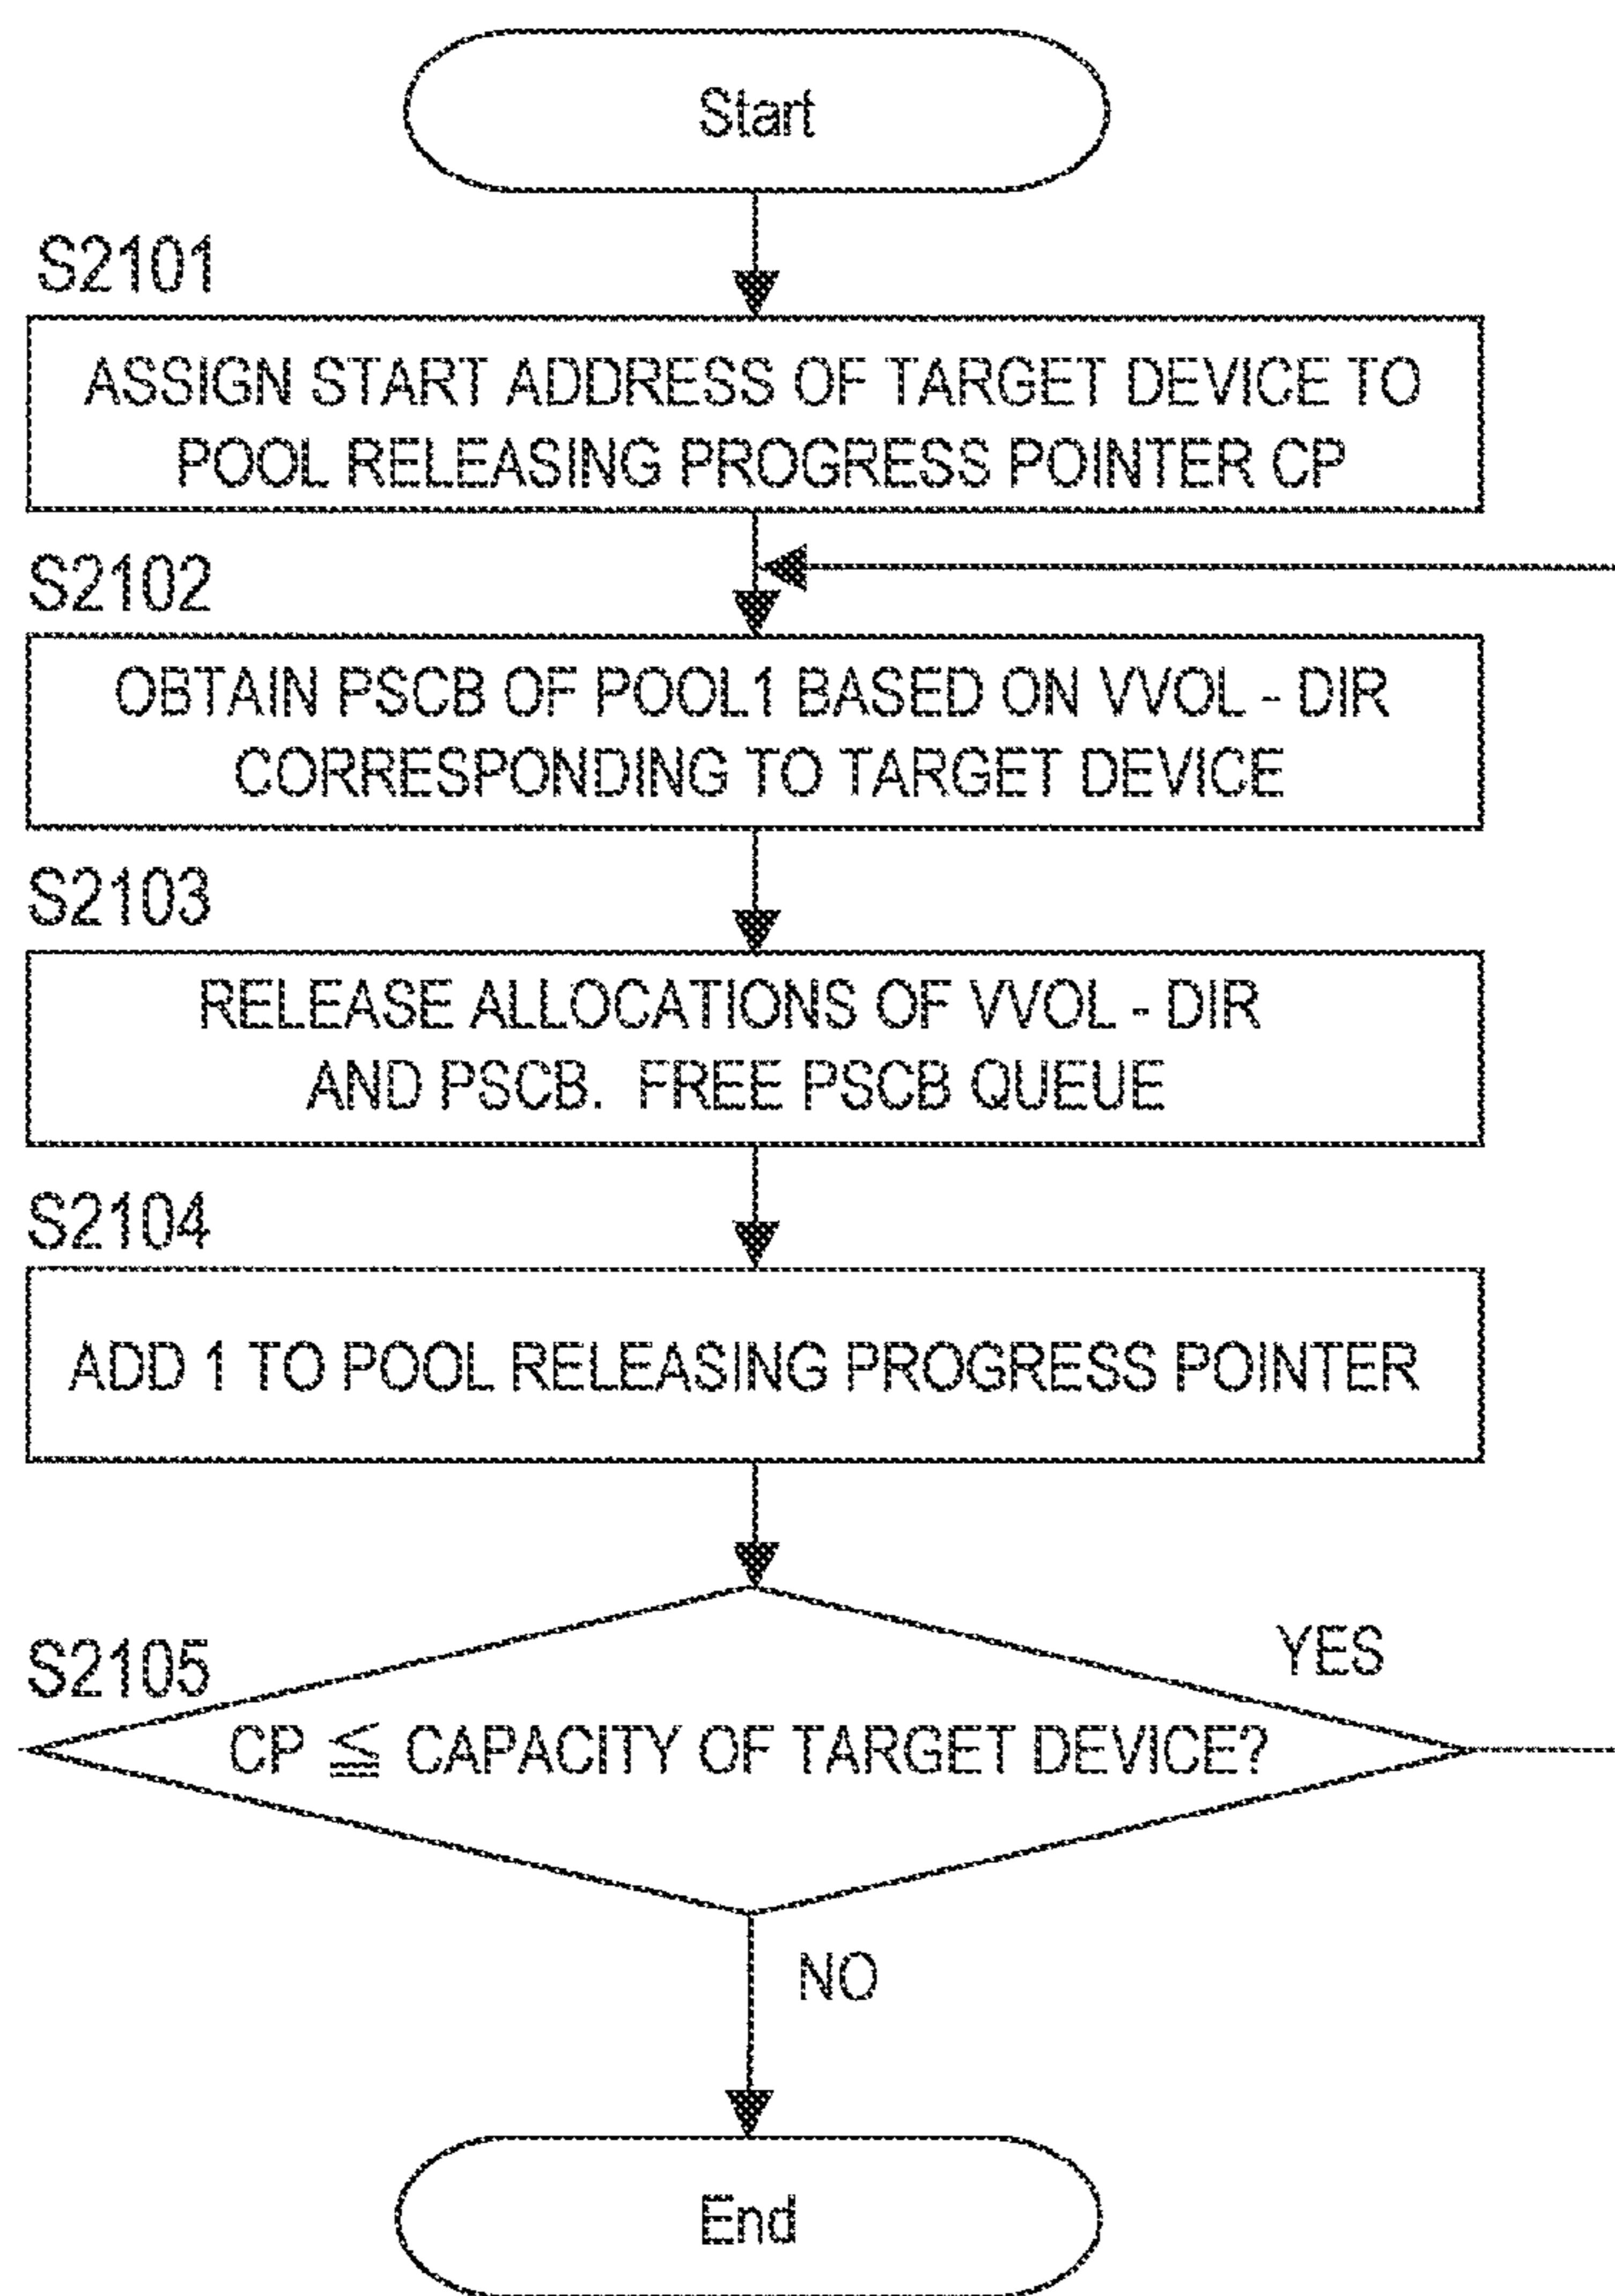 Start
S2101
ASSIGN START ADDRESS OF TARGET DEVICE TO
POOL RELEASING PROGRESS POINTER CP
S2102
OBTAIN PSCB OF POOL1 BASED ON VVOL - DIR
CORRESPONDING TO TARGET DEVICE
S2103
RELEASE ALLOCATIONS OF VVOL - DIR
AND PSCB. FREE PSCB QUEUE
S2104
ADD 1 TO POOL RELEASING PROGRESS POINTER
S2105
YES
CP ≦ CAPACITY OF TARGET DEVICE?
NO
End